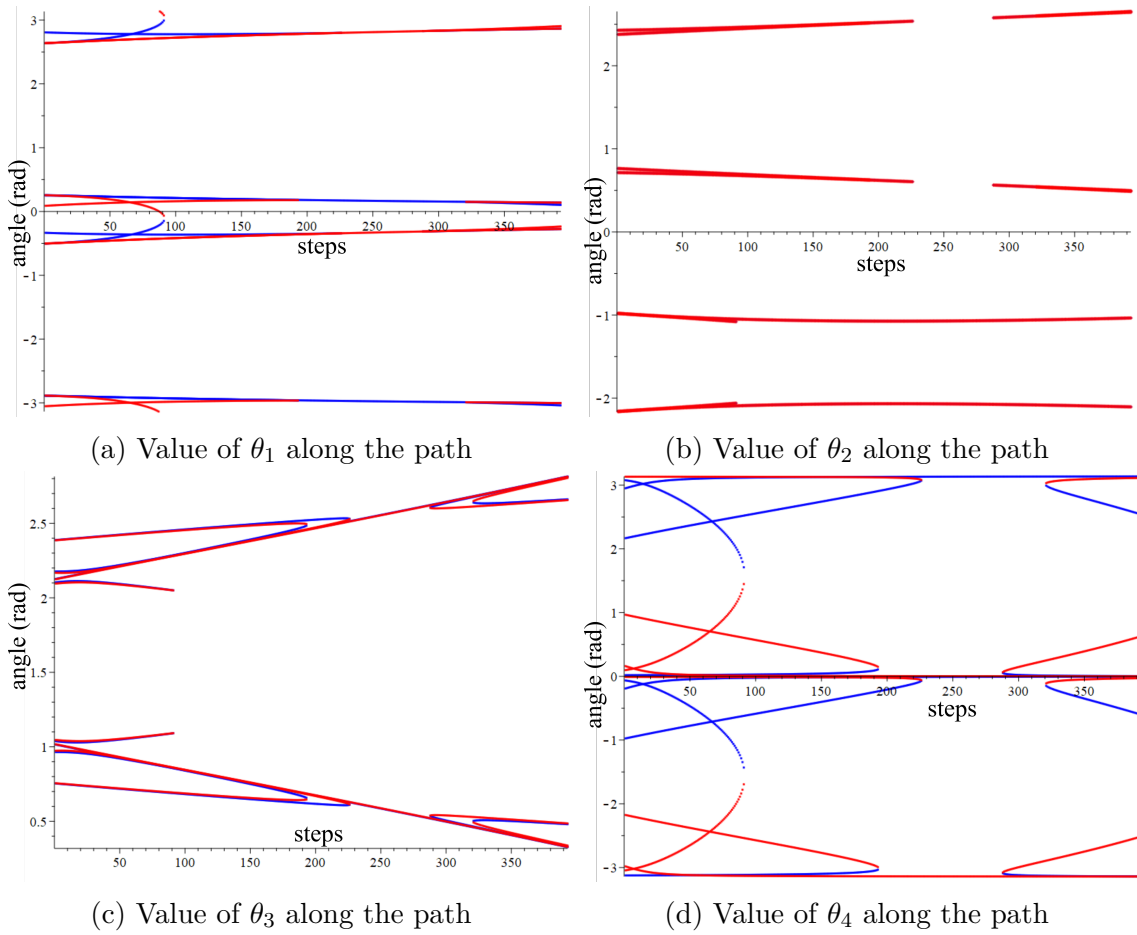 3
2
1
0
-1
-2
-3
50 100 150 200 250 300 350
angle (rad)
steps
2
1
0
-1
-2
50 100 150 200 250 300 350
angle (rad)
steps
(a) Value of θ1 along the path
(b) Value of θ2 along the path
2.5
2
1.5
1
0.5
50 100 150 200 250 300 350
angle (rad)
steps
3
2
1
0
-1
-2
-3
50 100 150 200 250 300 350
angle (rad)
steps
(c) Value of θ3 along the path
(d) Value of θ4 along the path